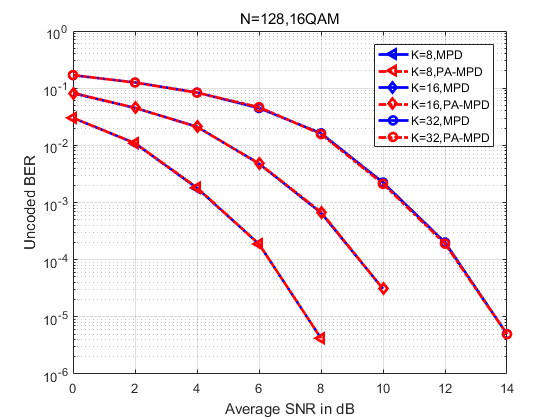 N=128,16QAM
10^0
10^-1
10^-2
10^-3
10^-4
10^-5
10^-6
Uncoded BER
K=8,MPD
K=8,PA-MPD
K=16,MPD
K=16,PA-MPD
K=32,MPD
K=32,PA-MPD
0 2 4 6 8 10 12 14
Average SNR in dB